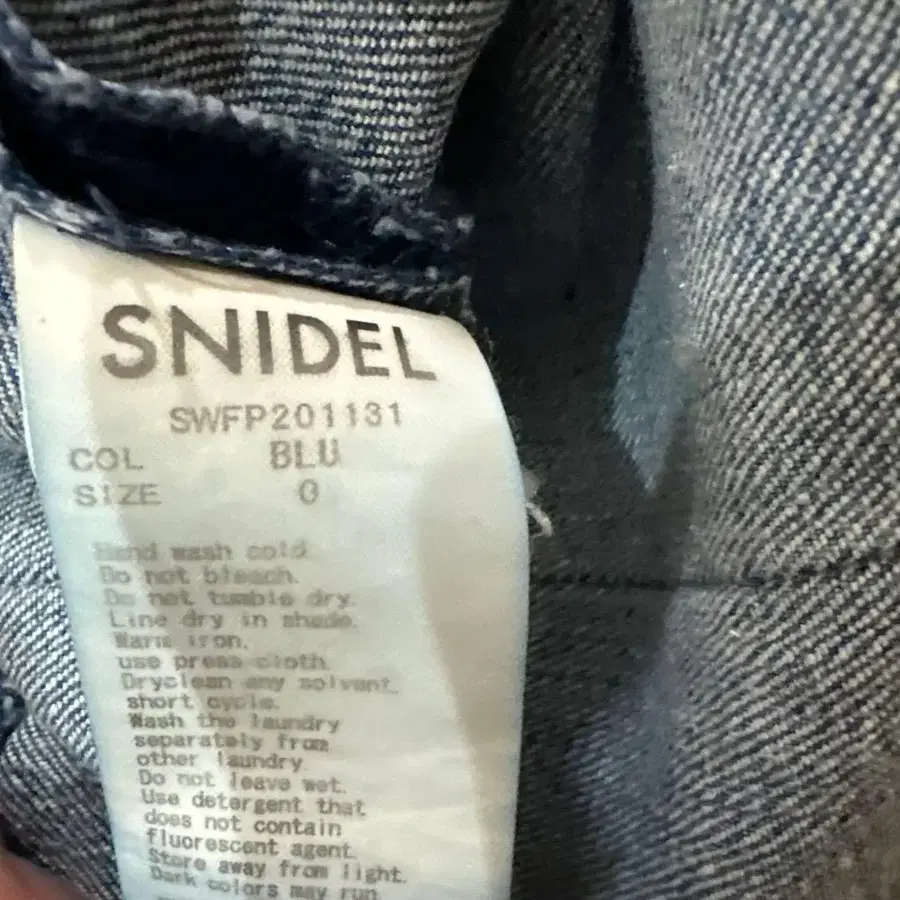 SNIDEL
SWFP201131
COL BLU
SIZE 0
Hand wash cold.
Do not bleach.
Do not tumble dry.
Line dry in shade.
Warm iron.
use press cloth.
Dryclean any solvent.
short cycle.
Wash the laundry
separately from
other laundry.
Do not leave wet.
Use detergent that
does not contain
fluorescent agent.
Store away from light.
Dark colors may run